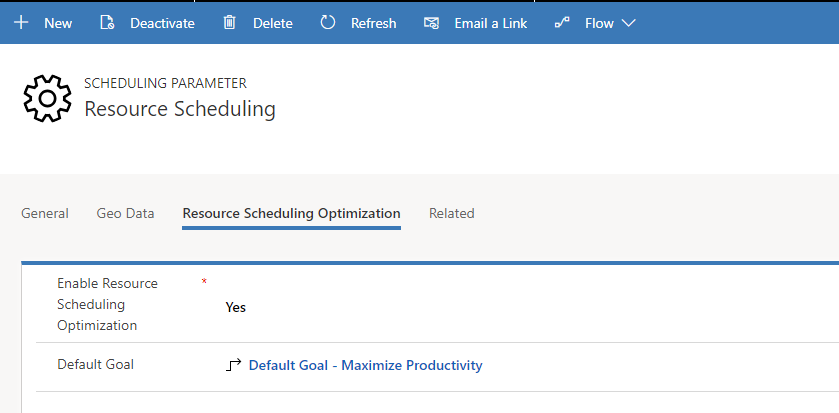 New Deactivate Delete Refresh Email a Link Flow
SCHEDULING PARAMETER
Resource Scheduling
General Geo Data Resource Scheduling Optimization Related
Enable Resource *
Scheduling Yes
Optimization
Default Goal Default Goal - Maximize Productivity